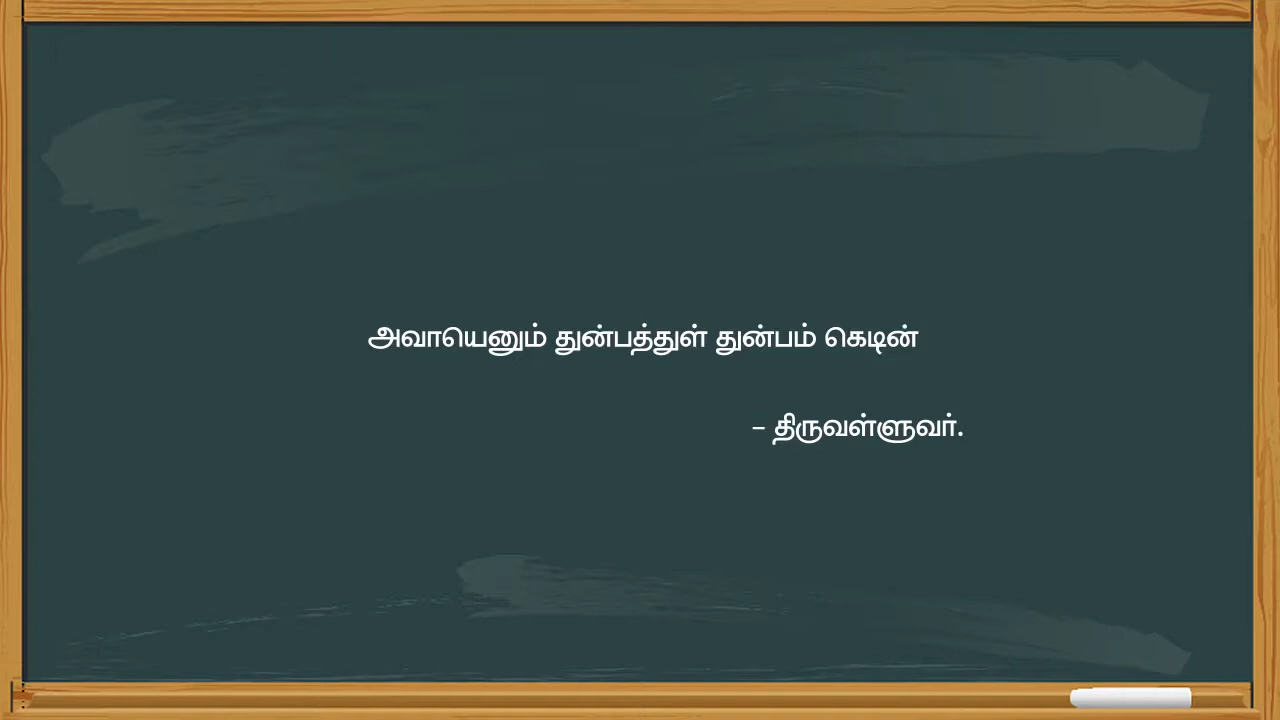 அவாயெனும் துன்பத்துள் துன்பம் கெடின்
– திருவள்ளுவர்.